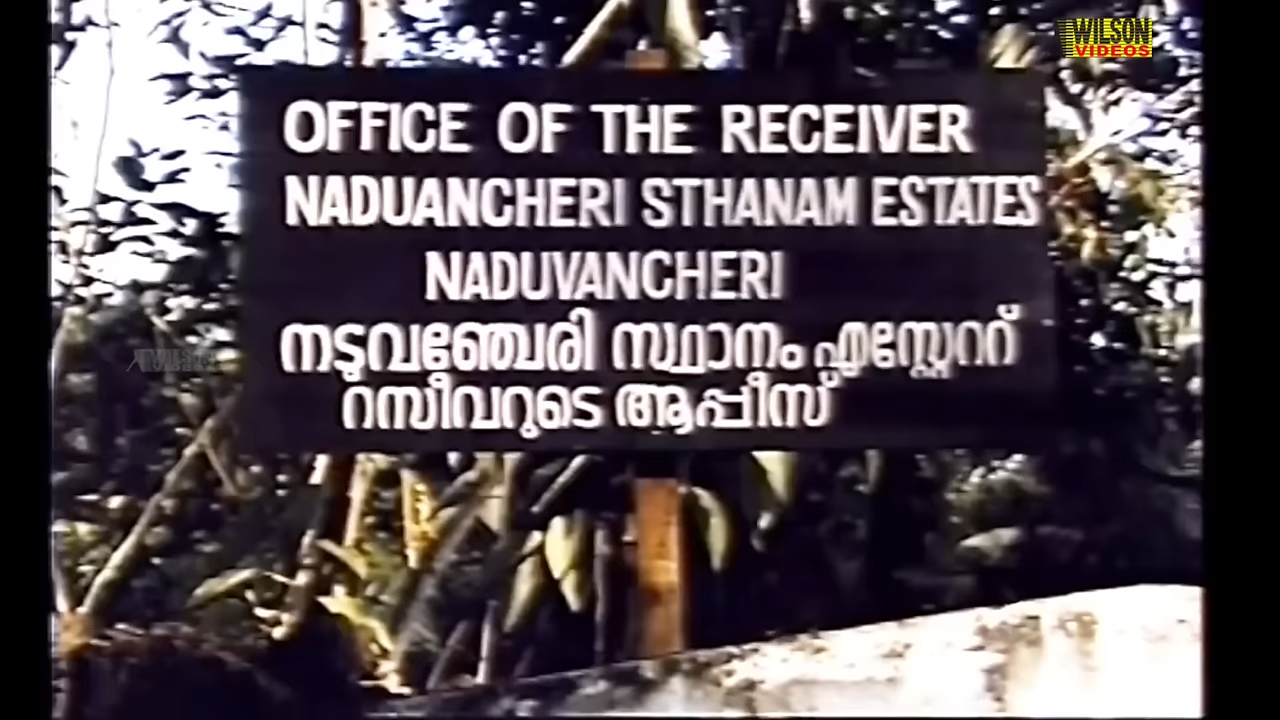 WILSON
VIDEOS
OFFICE OF THE RECEIVER
NADUANCHERI STHANAM ESTATES
NADUVANCHERI
നടുവഞ്ചേരി സ്ഥാനം എസ്റ്റേററ്
റസീവറുടെ ആപ്പീസ്